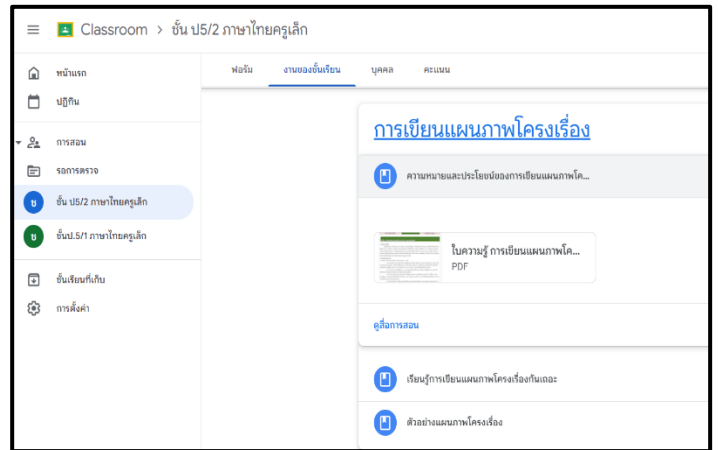 Classroom > ชั้น ป5/2 ภาษาไทยครูเล็ก
หน้าแรก
ปฏิทิน
การสอน
รอการตรวจ
ช ชั้น ป5/2 ภาษาไทยครูเล็ก
ช ชั้นป.5/1 ภาษาไทยครูเล็ก
ชั้นเรียนที่เก็บ
การตั้งค่า
ฟอรัม งานของชั้นเรียน บุคคล คะแนน
การเขียนแผนภาพโครงเรื่อง
ความหมายและประโยชน์ของการเขียนแผนภาพโค...
ใบความรู้ การเขียนแผนภาพโค...
PDF
ดูสื่อการสอน
เรียนรู้การเขียนแผนภาพโครงเรื่องกันเถอะ
ตัวอย่างแผนภาพโครงเรื่อง